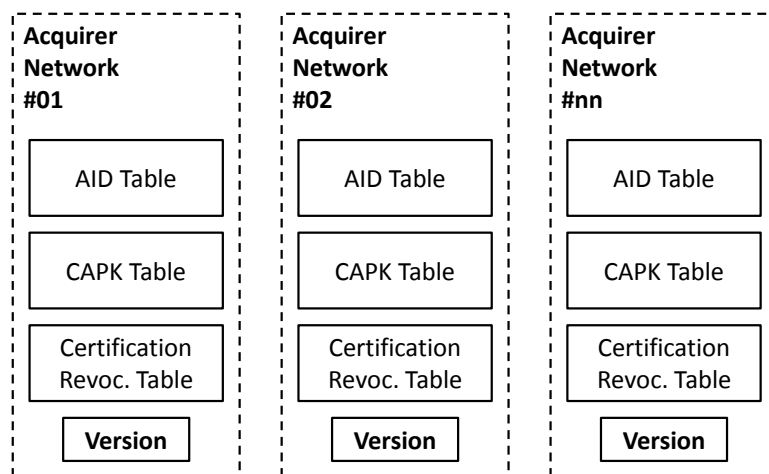 Acquirer
Network
#01
AID Table
CAPK Table
Certification
Revoc. Table
Version
Acquirer
Network
#02
AID Table
CAPK Table
Certification
Revoc. Table
Version
Acquirer
Network
#nn
AID Table
CAPK Table
Certification
Revoc. Table
Version